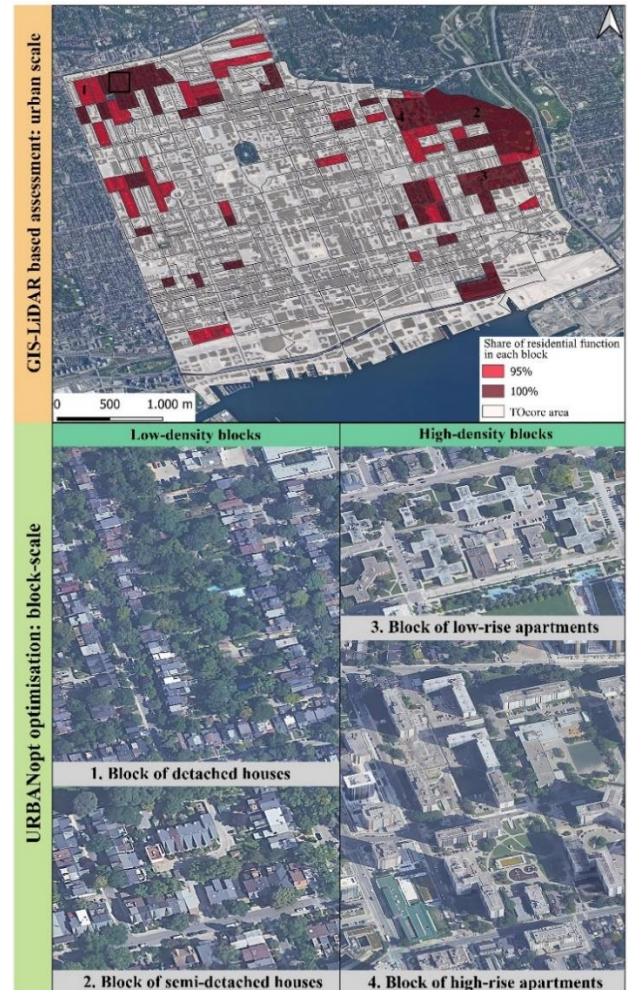 GIS-LiDAR based assessment: urban scale
1
4
2
3
Share of residential function
in each block
95%
100%
TOcore area
0 500 1.000 m
URBANopt optimisation: block-scale
Low-density blocks
High-density blocks
1. Block of detached houses
2. Block of semi-detached houses
3. Block of low-rise apartments
4. Block of high-rise apartments